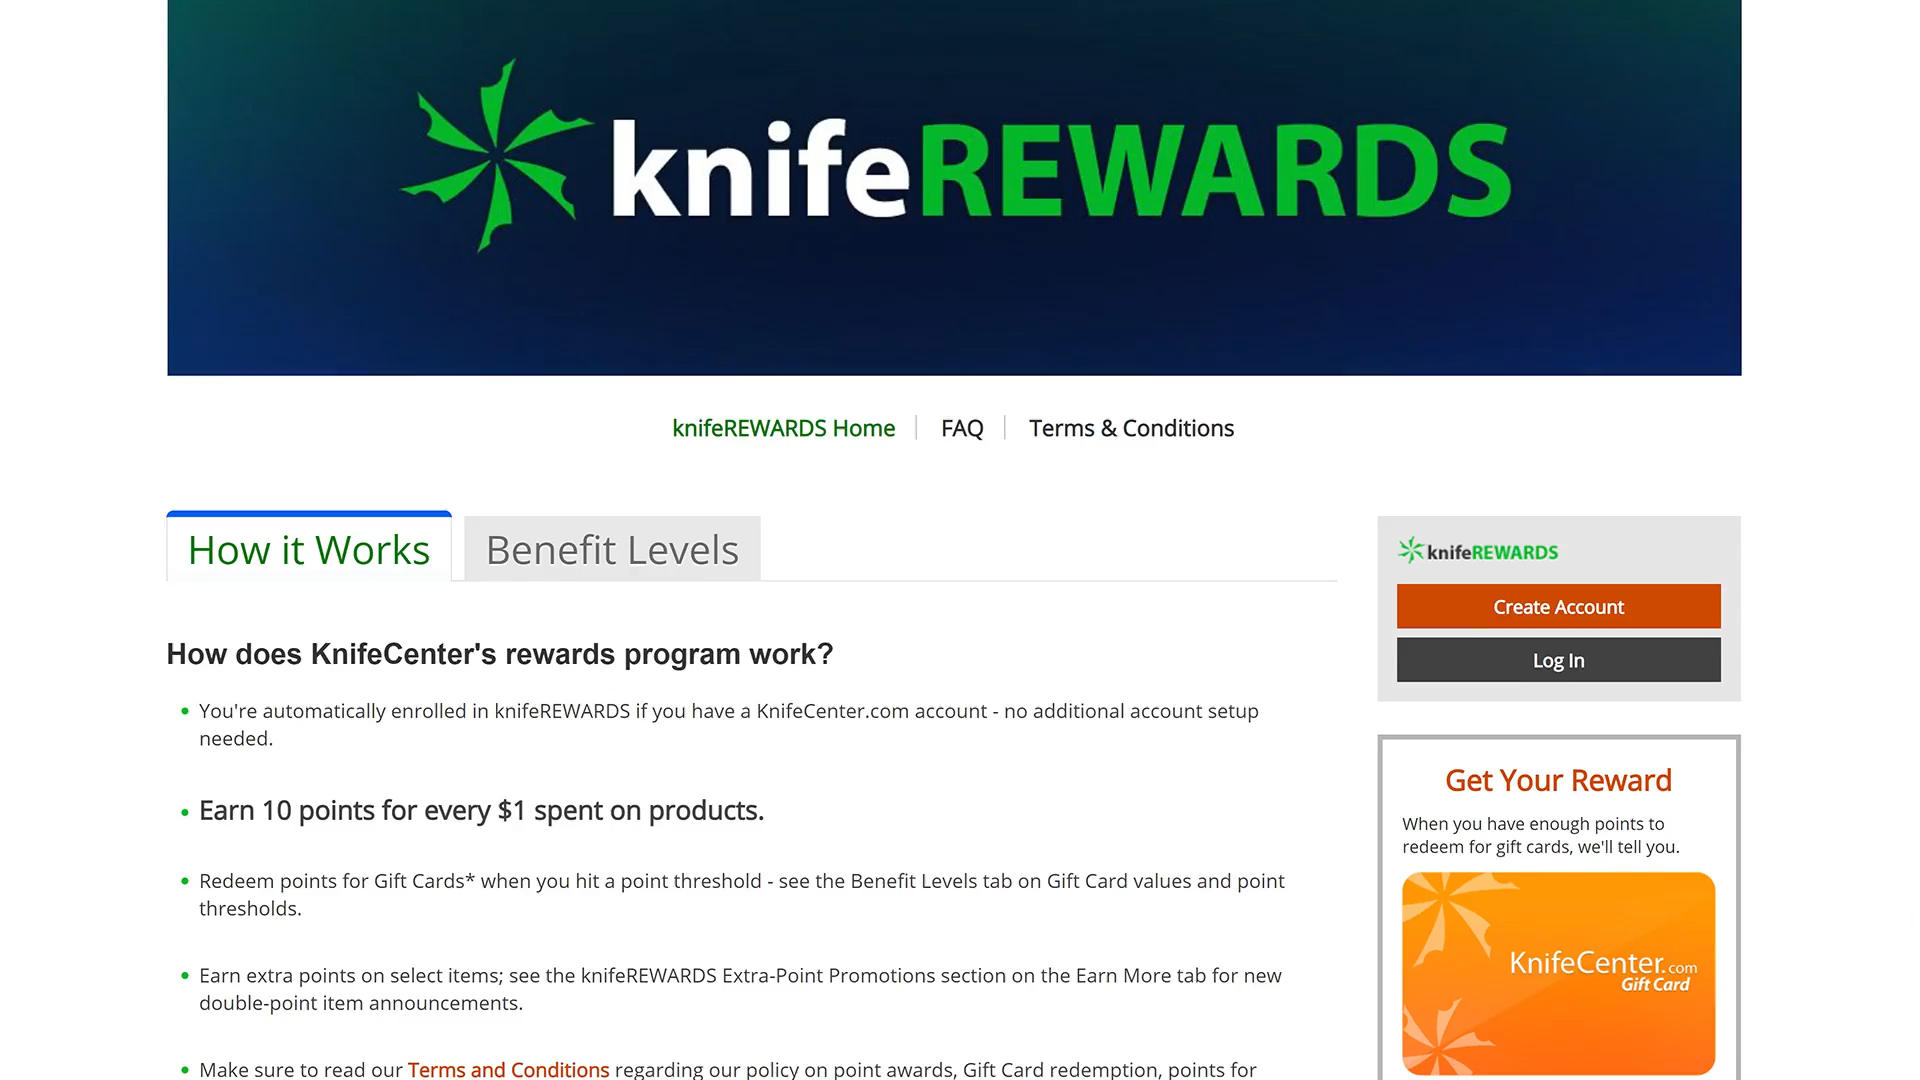 knifeREWARDS
knifeREWARDS Home
FAQ
Terms & Conditions
How it Works
Benefit Levels
How does KnifeCenter's rewards program work?
You're automatically enrolled in knifeREWARDS if you have a KnifeCenter.com account - no additional account setup
needed.
Earn 10 points for every $1 spent on products.
Redeem points for Gift Cards* when you hit a point threshold - see the Benefit Levels tab on Gift Card values and point
thresholds.
Earn extra points on select items; see the knifeREWARDS Extra-Point Promotions section on the Earn More tab for new
double-point item announcements.
Make sure to read our Terms and Conditions regarding our policy on point awards, Gift Card redemption, points for
knifeREWARDS
Create Account
Log In
Get Your Reward
When you have enough points to
redeem for gift cards, we'll tell you.
KnifeCenter.com
Gift Card